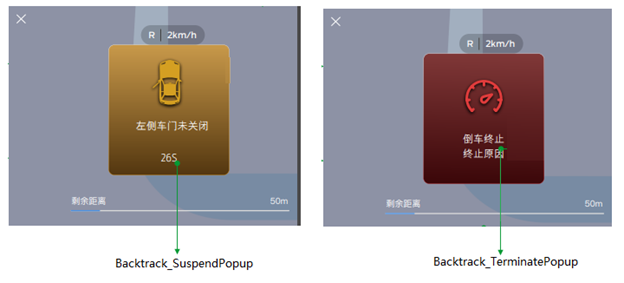 R | 2km/h
左侧车门未关闭
26S
剩余距离 50m
Backtrack_SuspendPopup
R | 2km/h
倒车终止
终止原因
剩余距离 50m
Backtrack_TerminatePopup